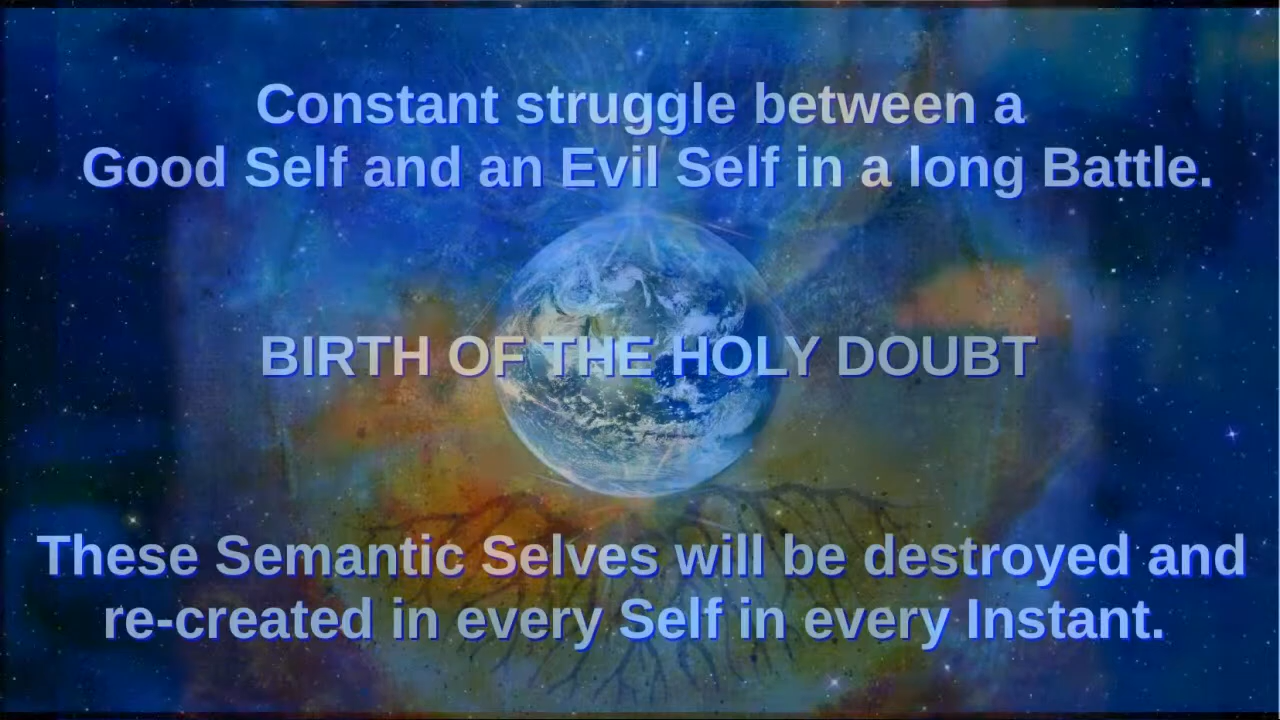 Constant struggle between a
Good Self and an Evil Self in a long Battle.
BIRTH OF THE HOLY DOUBT
These Semantic Selves will be destroyed and
re-created in every Self in every Instant.